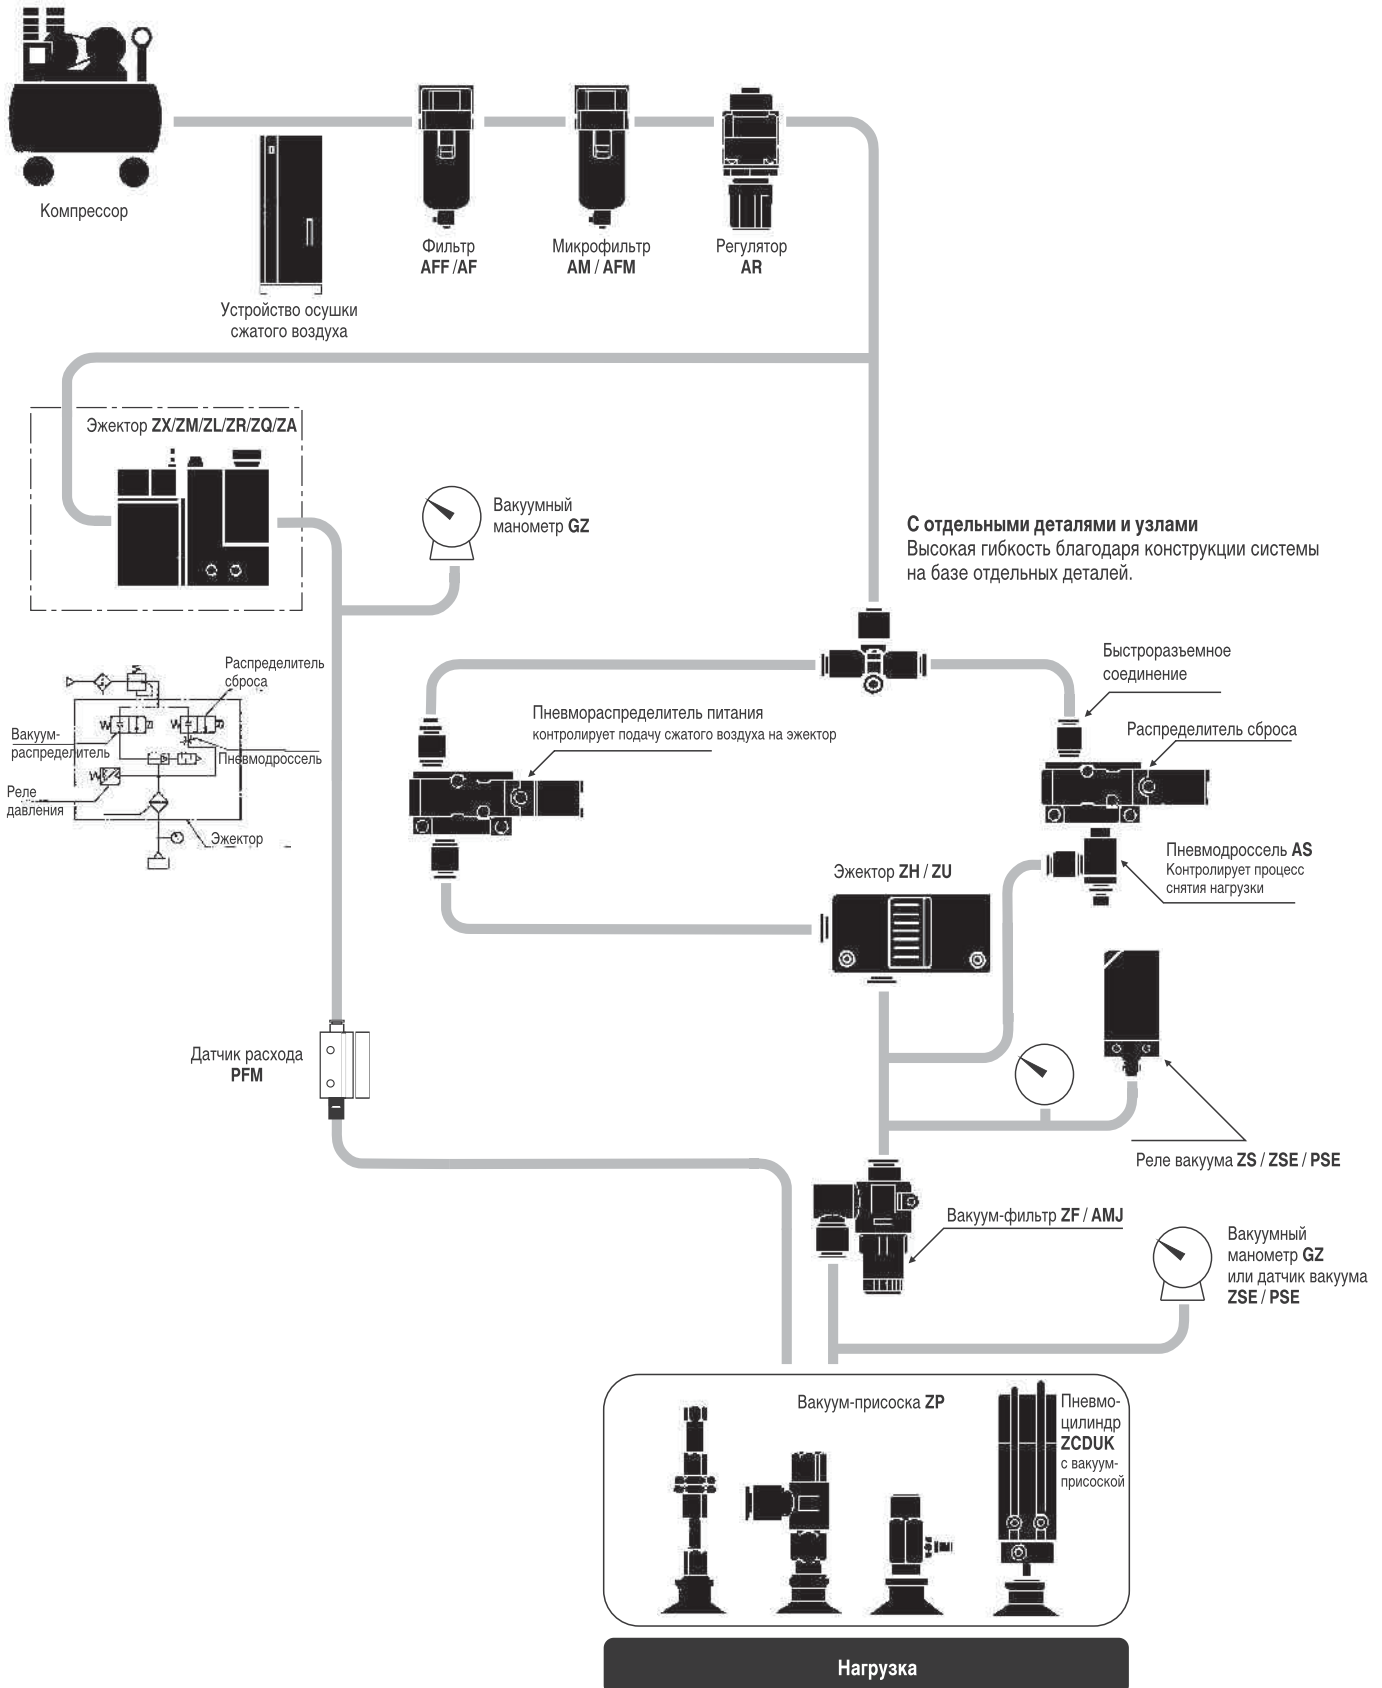 Компрессор
Устройство осушки
сжатого воздуха
Фильтр
AFF /AF
Микрофильтр
AM / AFM
Регулятор
AR
Эжектор ZX/ZM/ZL/ZR/ZQ/ZA
Вакуумный
манометр GZ
С отдельными деталями и узлами
Высокая гибкость благодаря конструкции системы
на базе отдельных деталей.
Распределитель
сброса
Вакуум-
распределитель
Пневмодроссель
Реле
давления
Эжектор
Пневмораспределитель питания
контролирует подачу сжатого воздуха на эжектор
Быстроразъемное
соединение
Распределитель сброса
Эжектор ZH / ZU
Пневмодроссель AS
Контролирует процесс
снятия нагрузки
Датчик расхода
PFM
Реле вакуума ZS / ZSE / PSE
Вакуум-фильтр ZF / AMJ
Вакуумный
манометр GZ
или датчик вакуума
ZSE / PSE
Вакуум-присоска ZP
Пневмо-
цилиндр
ZCDUK
с вакуум-
присоской
Нагрузка